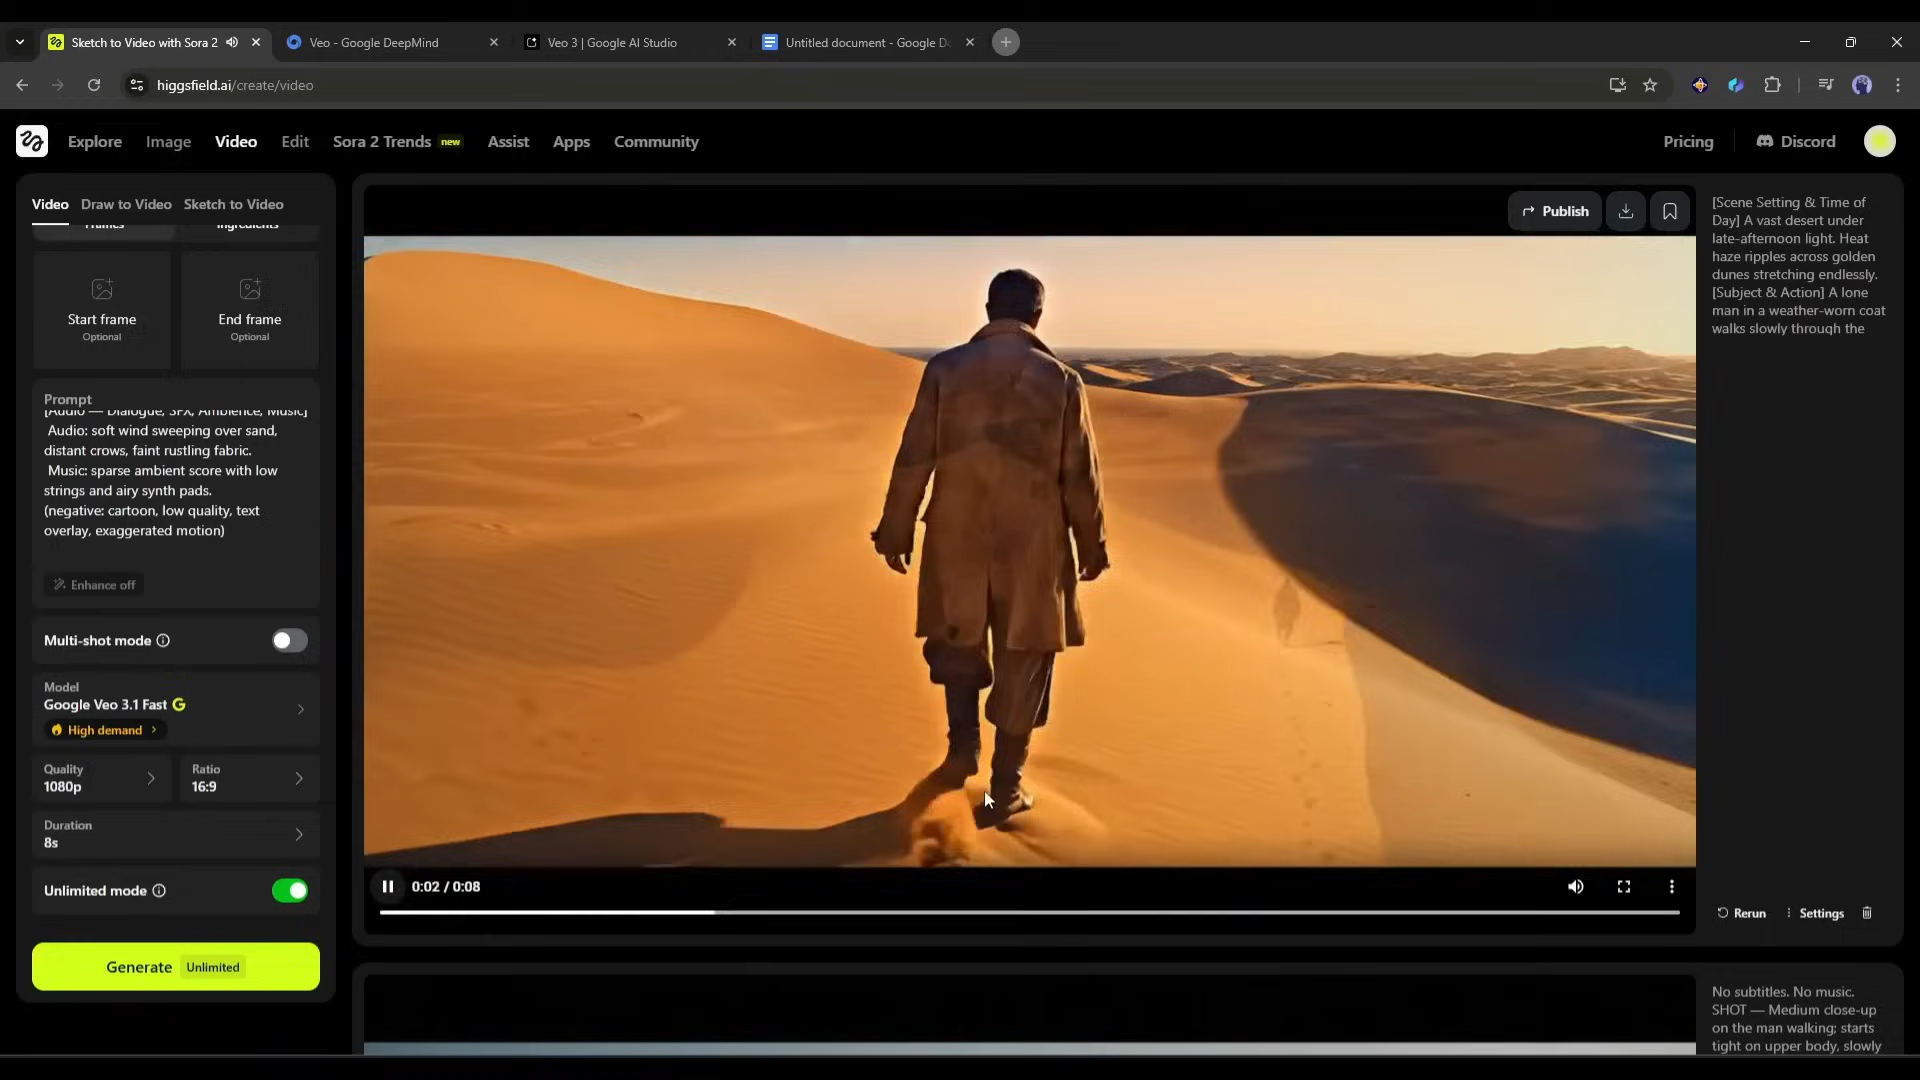 Sketch to Video with Sora 2
Veo - Google DeepMind
Veo 3 | Google AI Studio
Untitled document - Google Dc
higgsfield.ai/create/video
Explore
Image
Video
Edit
Sora 2 Trends new
Assist
Apps
Community
Pricing
Discord
Video
Draw to Video
Sketch to Video
Frames
Ingredients
Start frame
Optional
End frame
Optional
Prompt
[Audio — Dialogue, SFX, Ambience, Music]
Audio: soft wind sweeping over sand,
distant crows, faint rustling fabric.
Music: sparse ambient score with low
strings and airy synth pads.
(negative: cartoon, low quality, text
overlay, exaggerated motion)
Enhance off
Multi-shot mode
Model
Google Veo 3.1 Fast
High demand
Quality
1080p
Ratio
16:9
Duration
8s
Unlimited mode
Generate Unlimited
Publish
0:02 / 0:08
[Scene Setting & Time of
Day] A vast desert under
late-afternoon light. Heat
haze ripples across golden
dunes stretching endlessly.
[Subject & Action] A lone
man in a weather-worn coat
walks slowly through the
Rerun
Settings
No subtitles. No music.
SHOT — Medium close-up
on the man walking; starts
tight on upper body, slowly